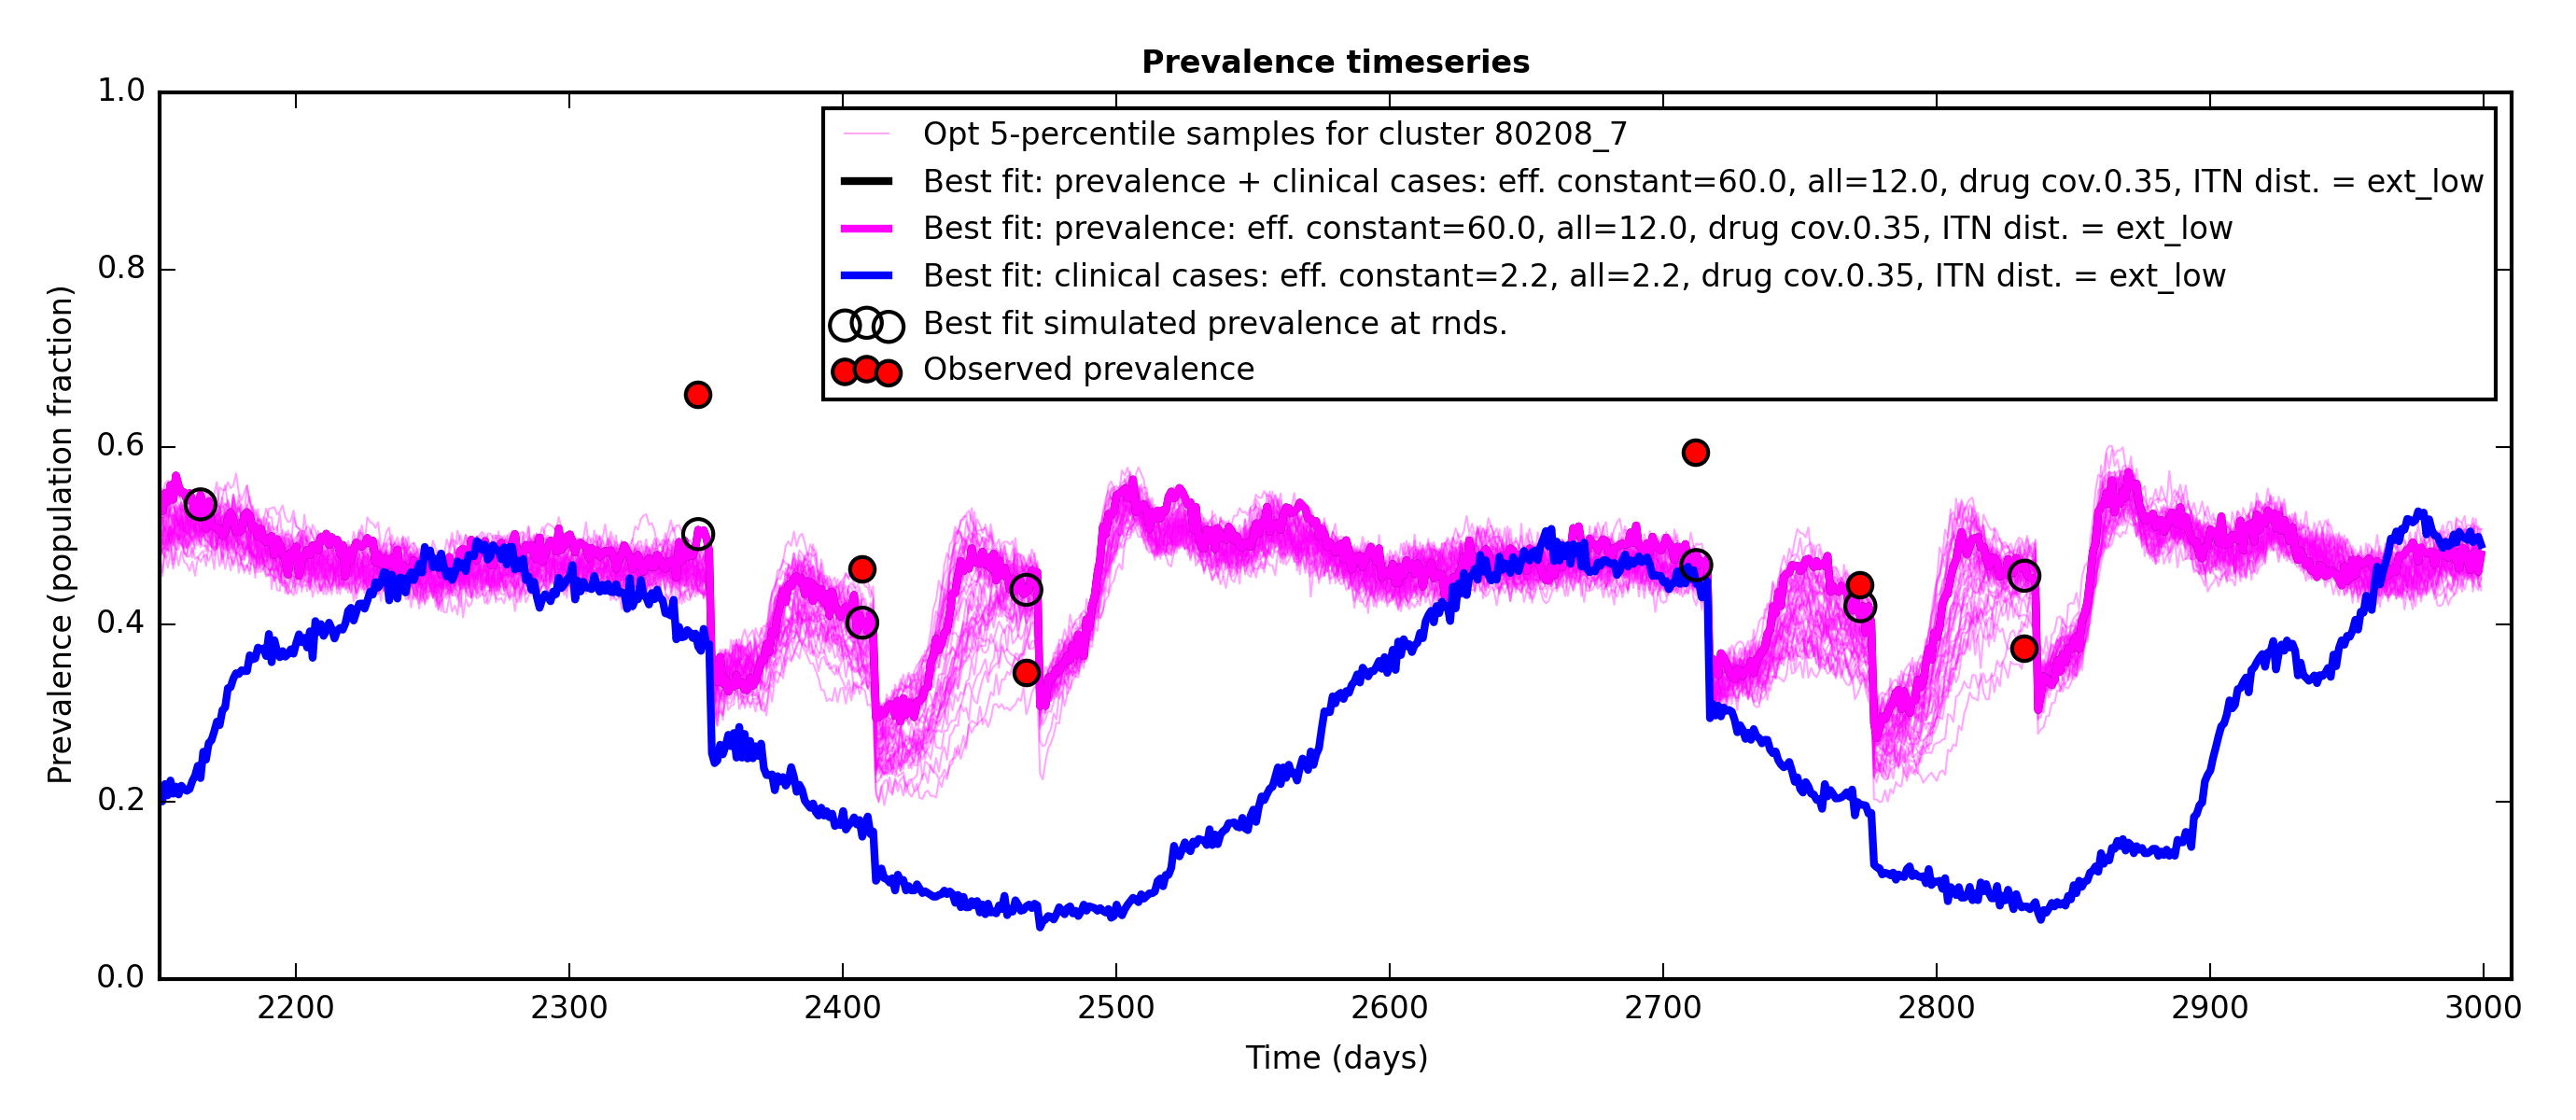 Prevalence timeseries
1.0
0.8
0.6
0.4
0.2
0.0
Prevalence (population fraction)
Opt 5-percentile samples for cluster 80208_7
Best fit: prevalence + clinical cases: eff. constant=60.0, all=12.0, drug cov.0.35, ITN dist. = ext_low
Best fit: prevalence: eff. constant=60.0, all=12.0, drug cov.0.35, ITN dist. = ext_low
Best fit: clinical cases: eff. constant=2.2, all=2.2, drug cov.0.35, ITN dist. = ext_low
Best fit simulated prevalence at rnds.
Observed prevalence
2200 2300 2400 2500 2600 2700 2800 2900 3000
Time (days)